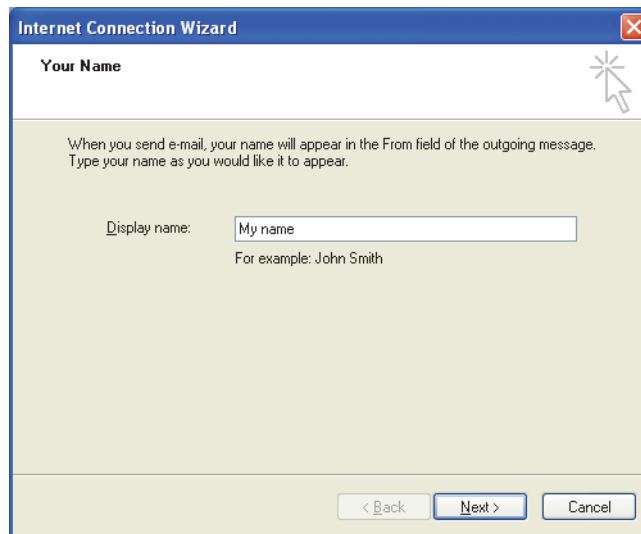 Internet Connection Wizard
Your Name
When you send e-mail, your name will appear in the From field of the outgoing message.
Type your name as you would like it to appear.
Display name: My name
For example: John Smith
< Back Next > Cancel